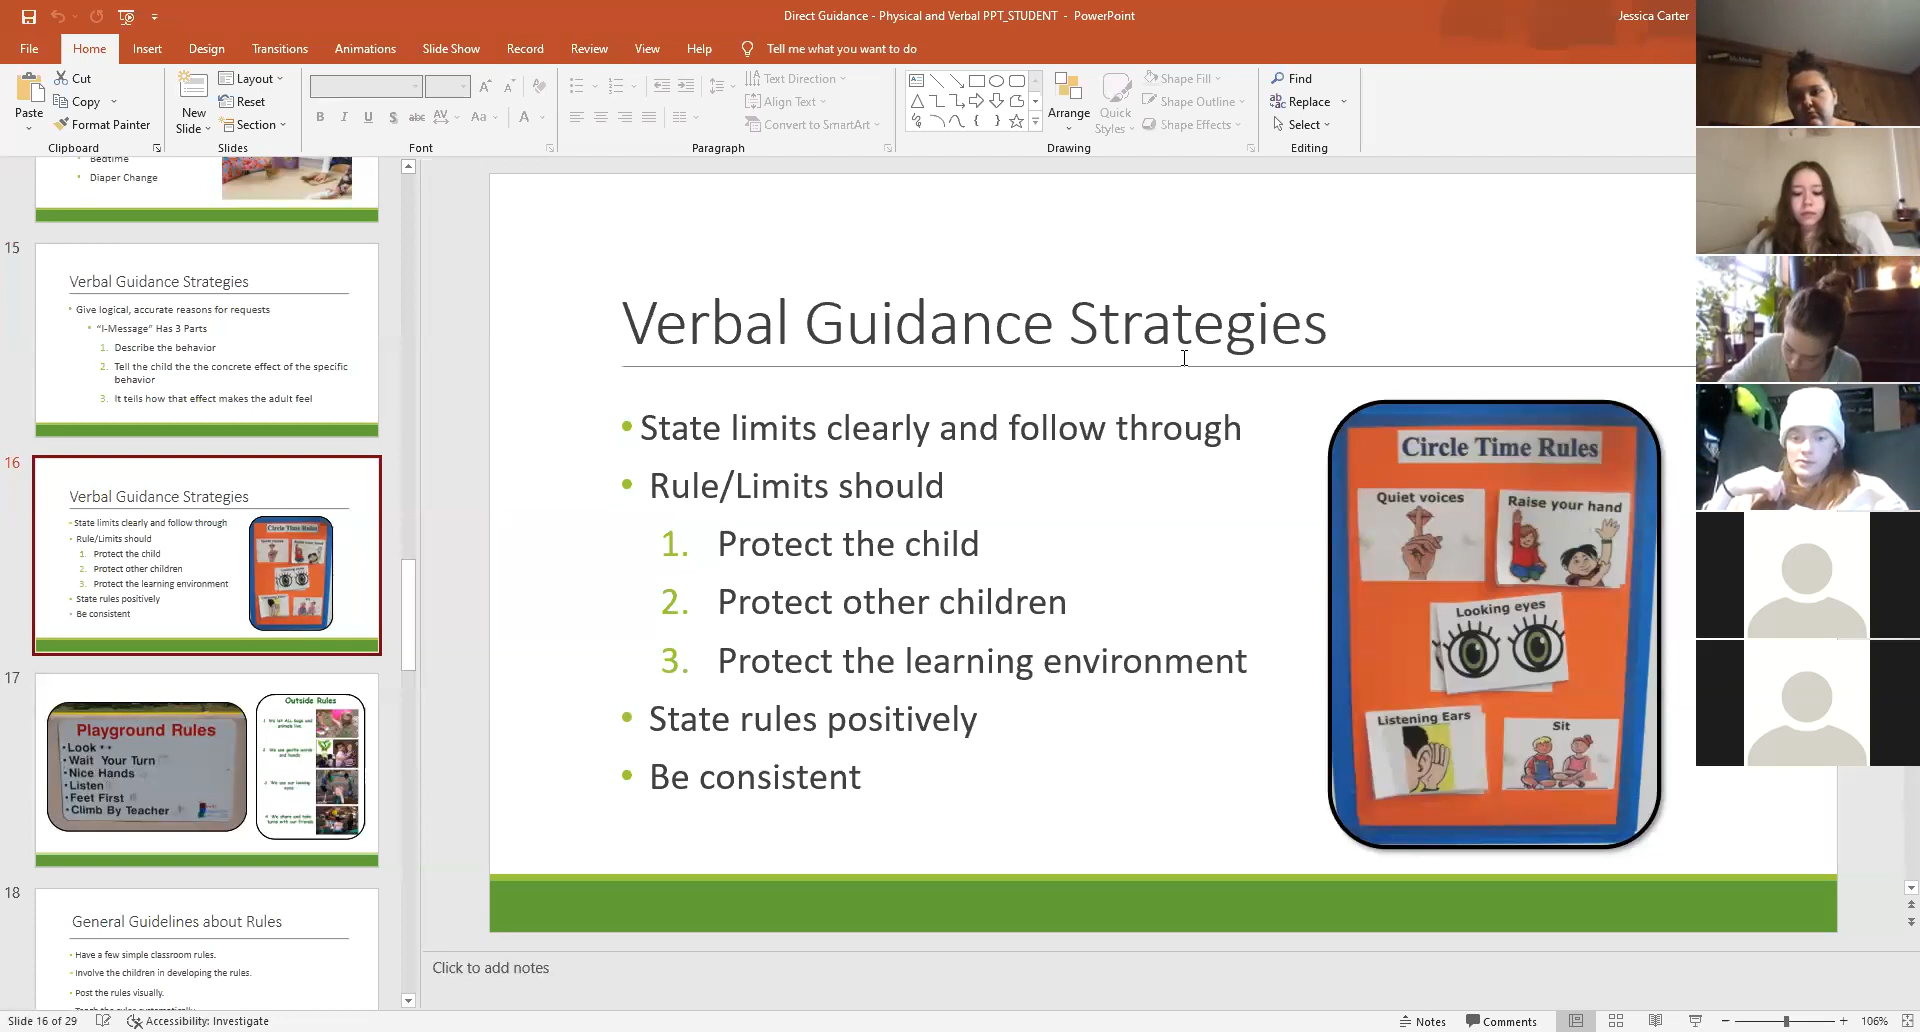 Direct Guidance - Physical and Verbal PPT_STUDENT - PowerPoint
Jessica Carter
File Home Insert Design Transitions Animations Slide Show Record Review View Help Tell me what you want to do
Paste
Cut
Copy
Format Painter
Clipboard
New Slide
Layout
Reset
Section
Slides
Aa
Font
Text Direction
Align Text
Convert to SmartArt
Paragraph
Arrange
Quick Styles
Shape Fill
Shape Outline
Shape Effects
Drawing
Find
Replace
Select
Editing
Bedtime
Diaper Change
15
Verbal Guidance Strategies
Give logical, accurate reasons for requests
"I-Message" Has 3 Parts
1. Describe the behavior
2. Tell the child the the concrete effect of the specific
behavior
3. It tells how that effect makes the adult feel
16
Verbal Guidance Strategies
State limits clearly and follow through
Rule/Limits should
1. Protect the child
2. Protect other children
3. Protect the learning environment
State rules positively
Be consistent
Circle Time Rules
17
Playground Rules
•Look
•Wait Your Turn
•Nice Hands
•Listen
•Feet First
•Climb By Teacher
Outside Rules
18
General Guidelines about Rules
Have a few simple classroom rules.
Involve the children in developing the rules.
Post the rules visually.
Verbal Guidance Strategies
• State limits clearly and follow through
• Rule/Limits should
1. Protect the child
2. Protect other children
3. Protect the learning environment
• State rules positively
• Be consistent
Circle Time Rules
Quiet voices
Raise your hand
Looking eyes
Listening Ears
Sit
Click to add notes
Slide 16 of 29
Accessibility: Investigate
Notes
Comments
106%